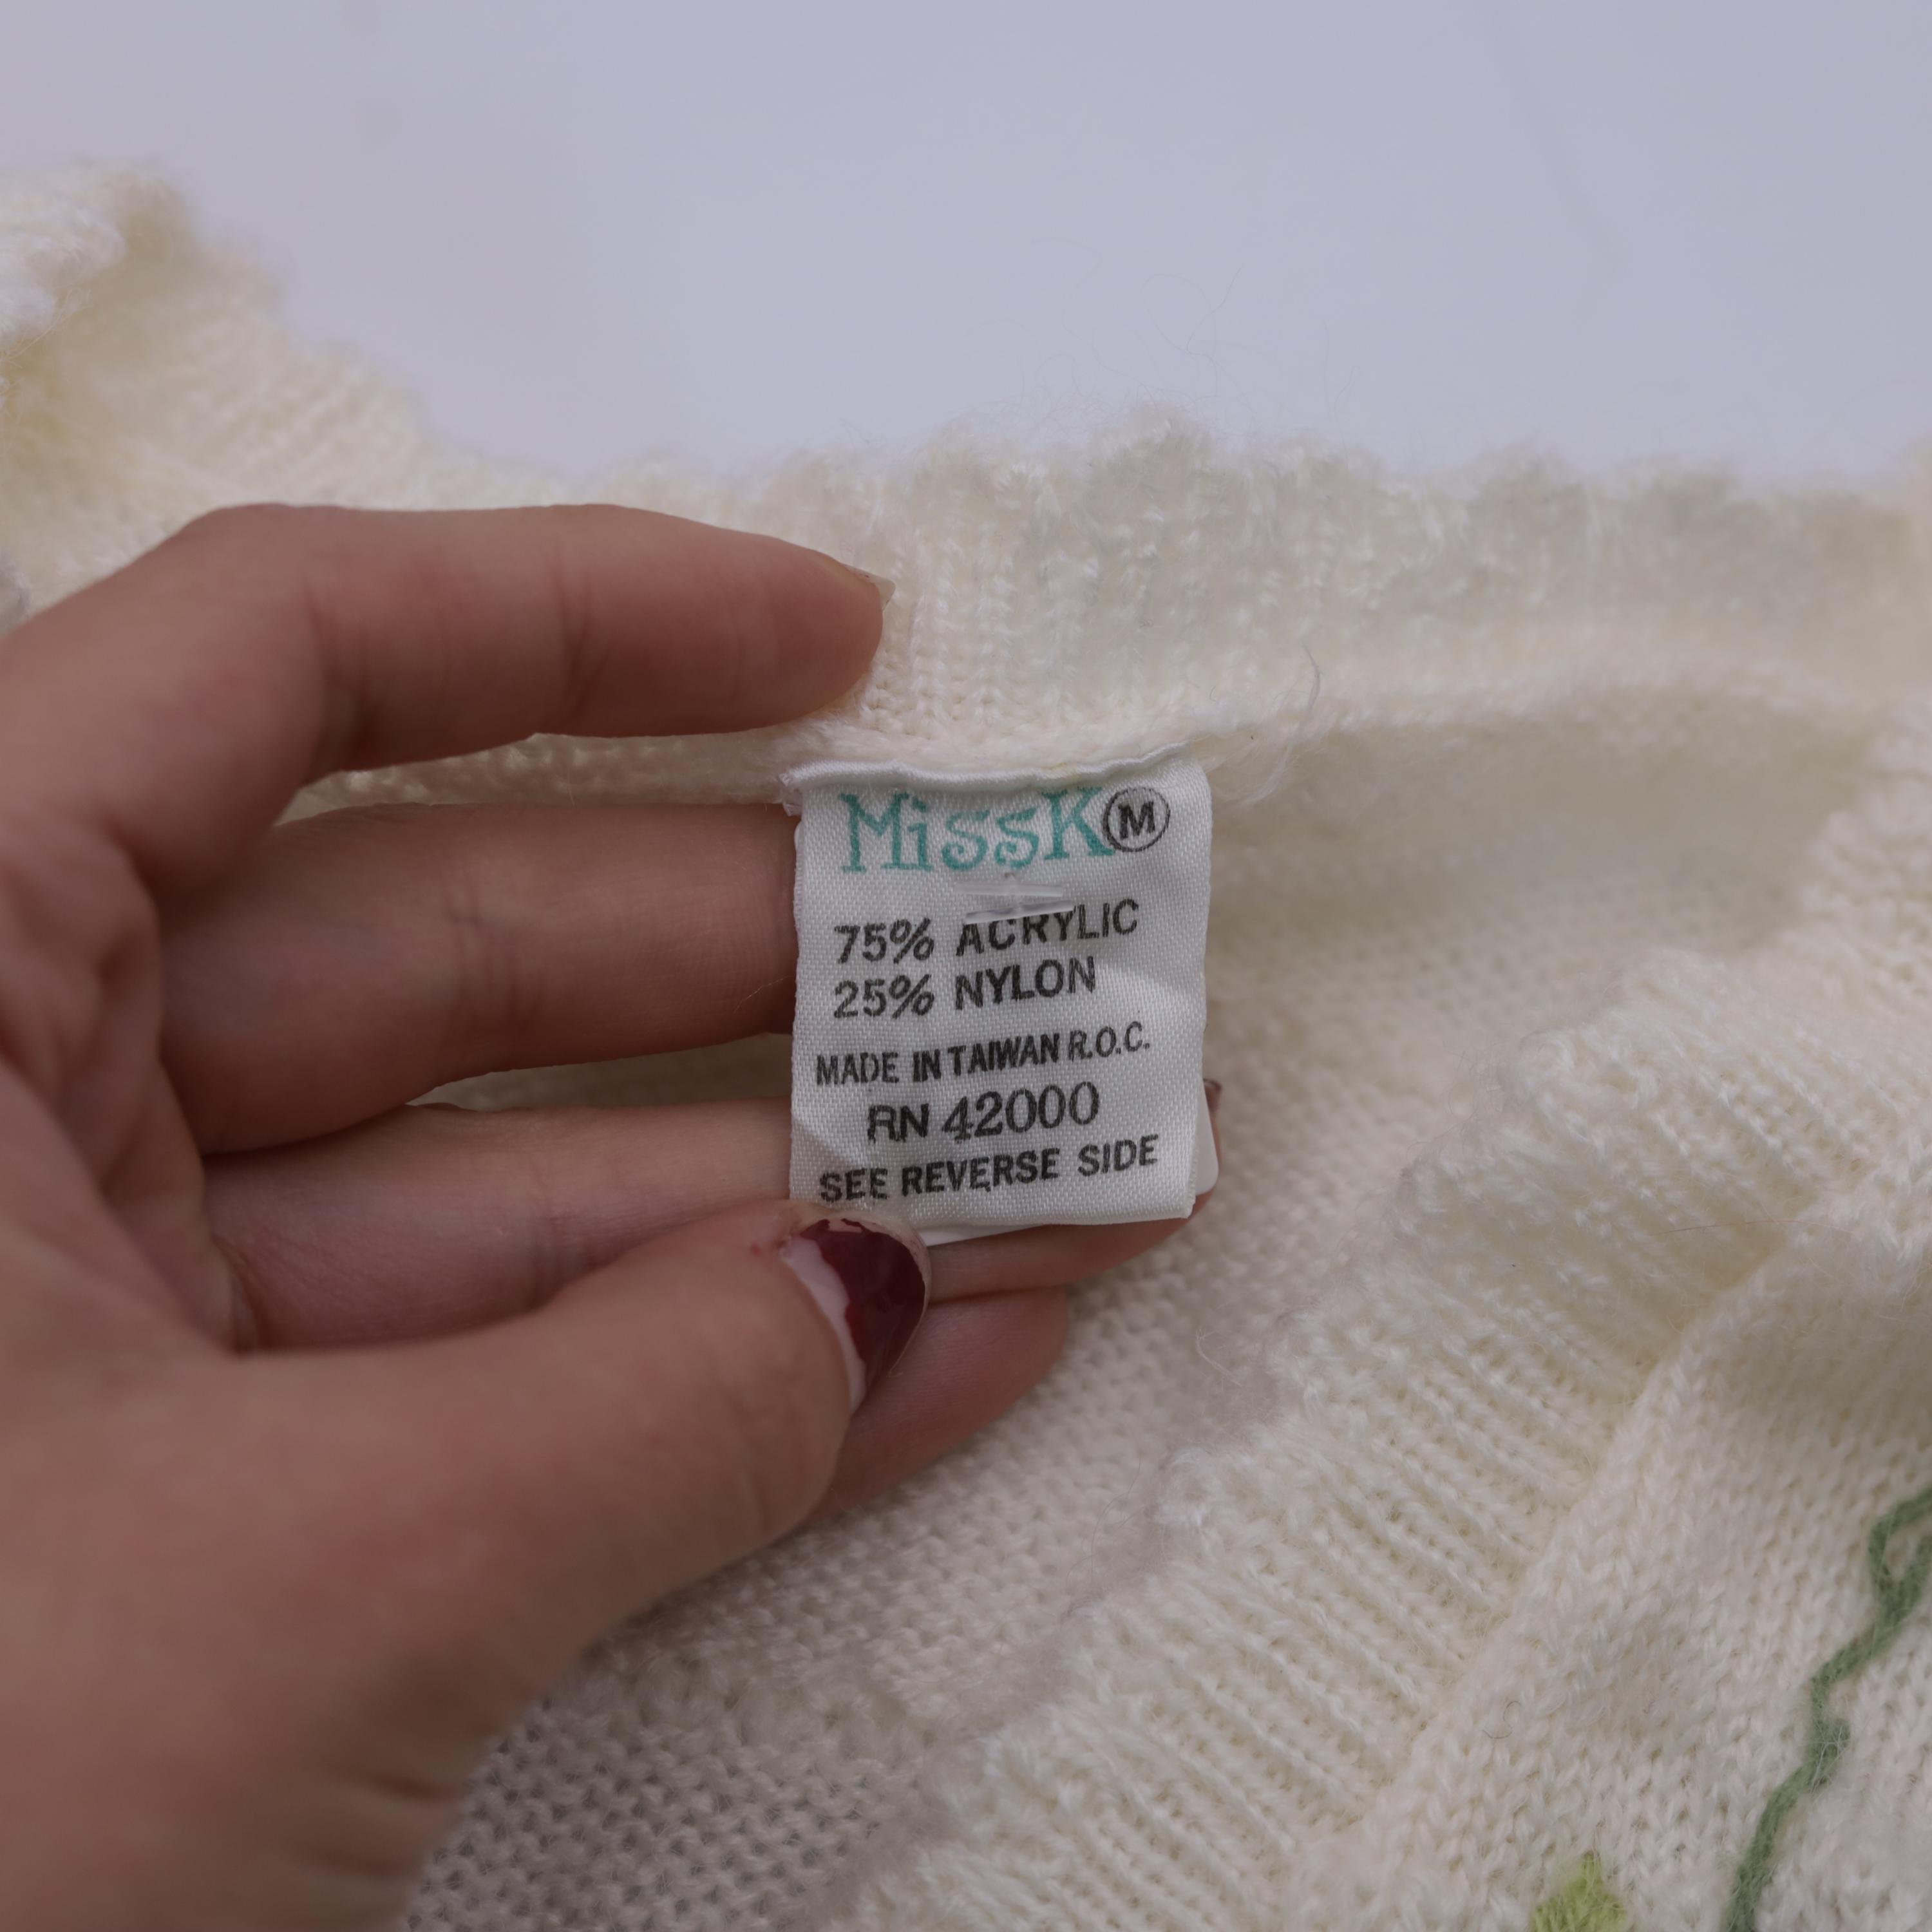 MissK M
75% ACRYLIC
25% NYLON
MADE IN TAIWAN R.O.C.
RN 42000
SEE REVERSE SIDE